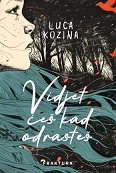 LUCA
KOZINA
Vidjet
ćeš kad
odrasteš
FRAKTURA